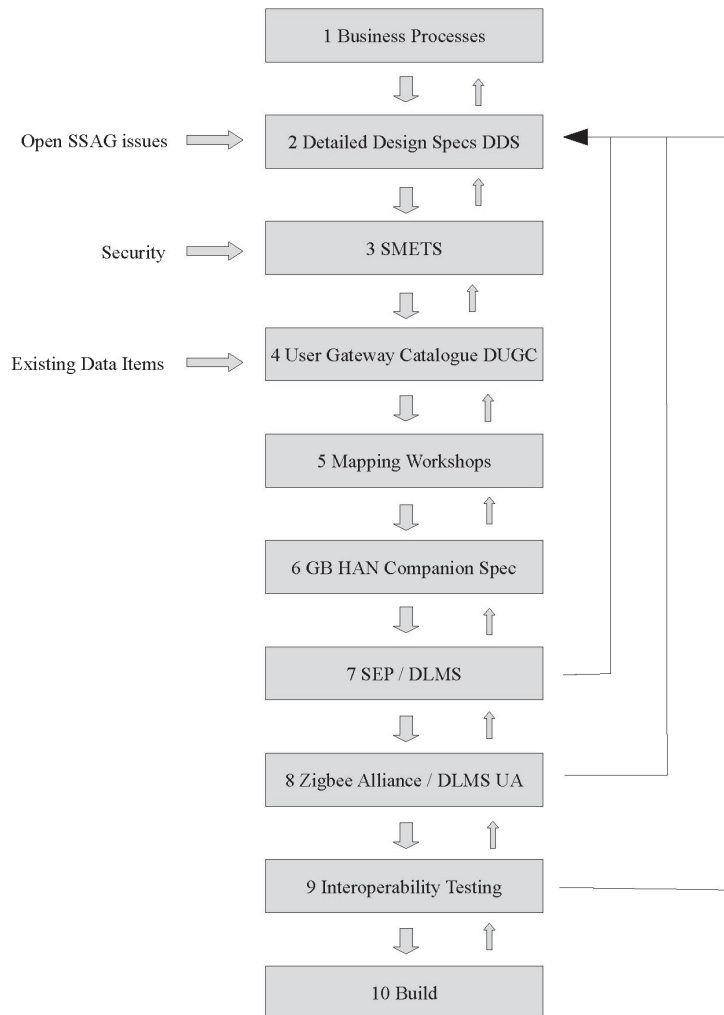 1 Business Processes
Open SSAG issues
2 Detailed Design Specs DDS
Security
3 SMETS
Existing Data Items
4 User Gateway Catalogue DUGC
5 Mapping Workshops
6 GB HAN Companion Spec
7 SEP / DLMS
8 Zigbee Alliance / DLMS UA
9 Interoperability Testing
10 Build